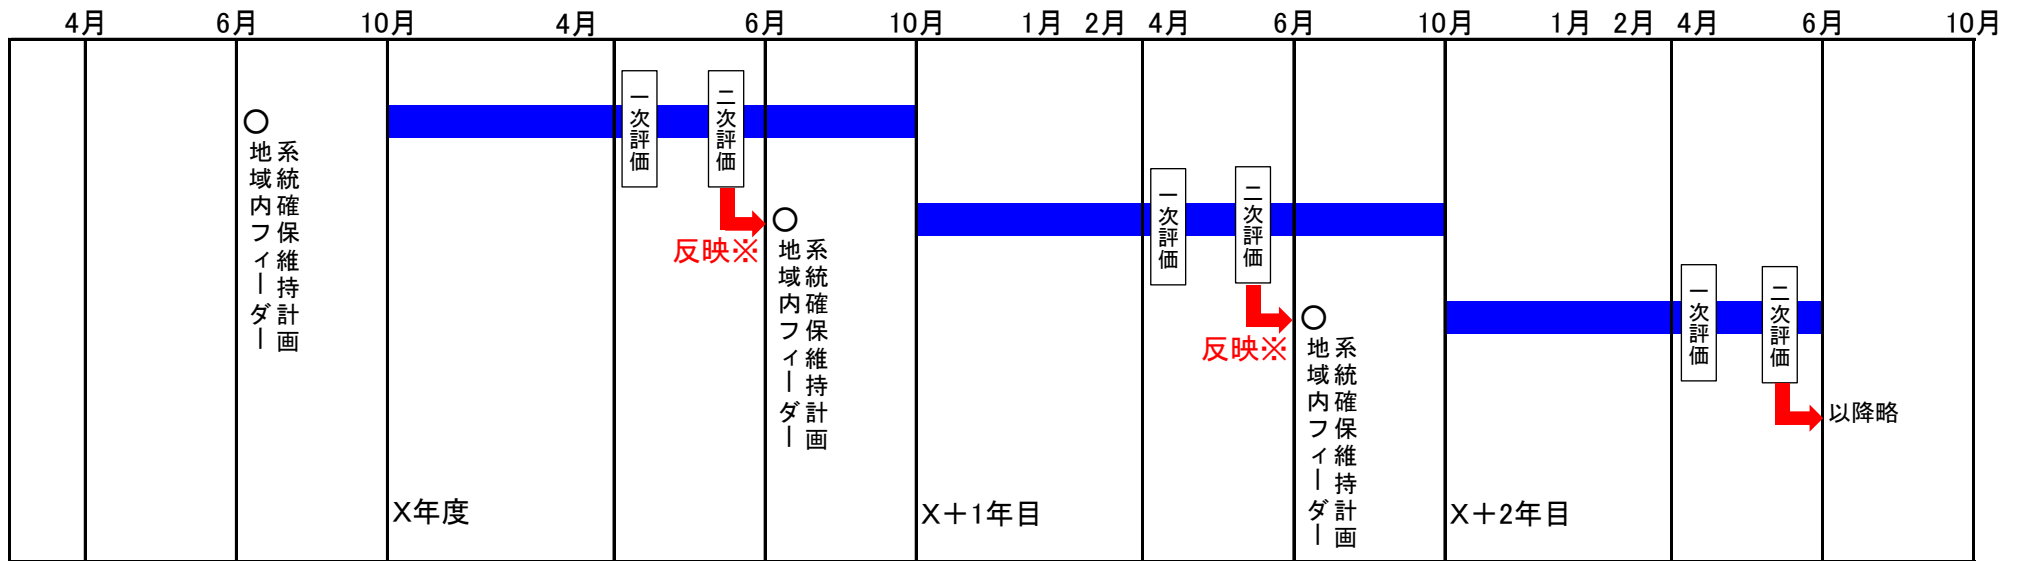 4月 6月 10月 4月 6月 10月 1月 2月 4月 6月 10月 1月 2月 4月 6月 10月
○
地域内フィーダー
系統確保維持計画
一次評価
二次評価
反映※
○
地域内フィーダー
系統確保維持計画
一次評価
二次評価
反映※
○
地域内フィーダー
系統確保維持計画
一次評価
二次評価
以降略
X年度
X＋1年目
X＋2年目